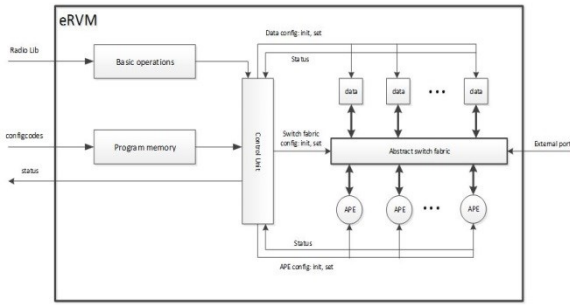 eRVM
Data config: init, set
Radio Lib
Basic operations
Status
data
data
data
configcodes
Program memory
Control Unit
Switch fabric
config: init, set
Abstract switch fabric
External port
status
APE
APE
APE
Status
APE config: init, set